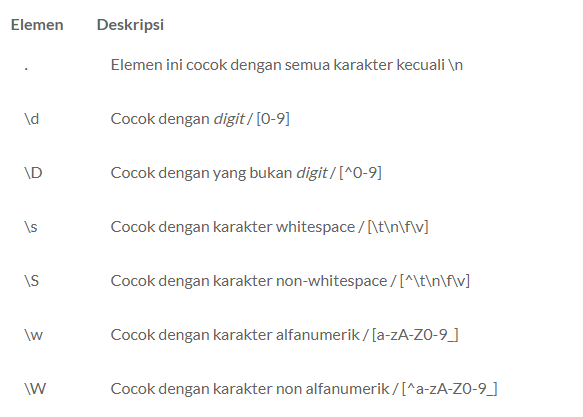 Elemen Deskripsi
. Elemen ini cocok dengan semua karakter kecuali \n
\d Cocok dengan digit / [0-9]
\D Cocok dengan yang bukan digit / [^0-9]
\s Cocok dengan karakter whitespace / [\t\n\f\v]
\S Cocok dengan karakter non-whitespace / [^\t\n\f\v]
\w Cocok dengan karakter alfanumerik / [a-zA-Z0-9_]
\W Cocok dengan karakter non alfanumerik / [^a-zA-Z0-9_]